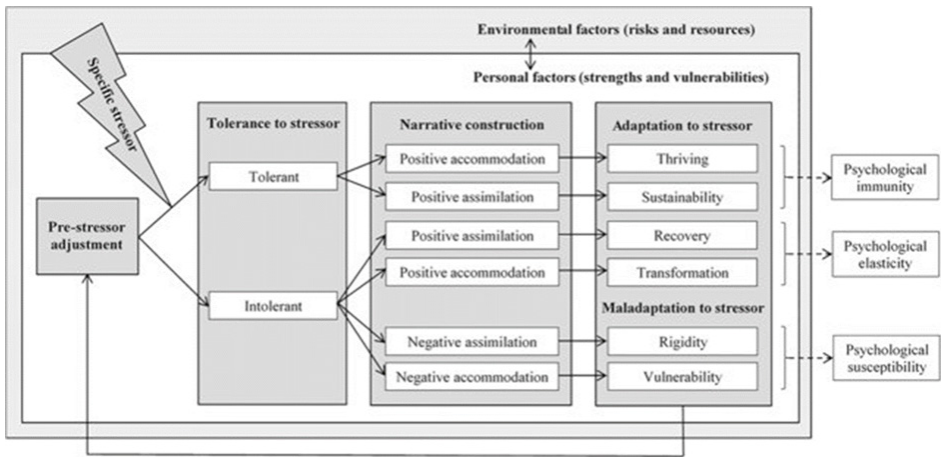 Environmental factors (risks and resources)
Personal factors (strengths and vulnerabilities)
Specific stressor
Pre-stressor
adjustment
Tolerance to stressor
Tolerant
Intolerant
Narrative construction
Positive accommodation
Positive assimilation
Positive assimilation
Positive accommodation
Negative assimilation
Negative accommodation
Adaptation to stressor
Thriving
Sustainability
Recovery
Transformation
Maladaptation to stressor
Rigidity
Vulnerability
Psychological
immunity
Psychological
elasticity
Psychological
susceptibility